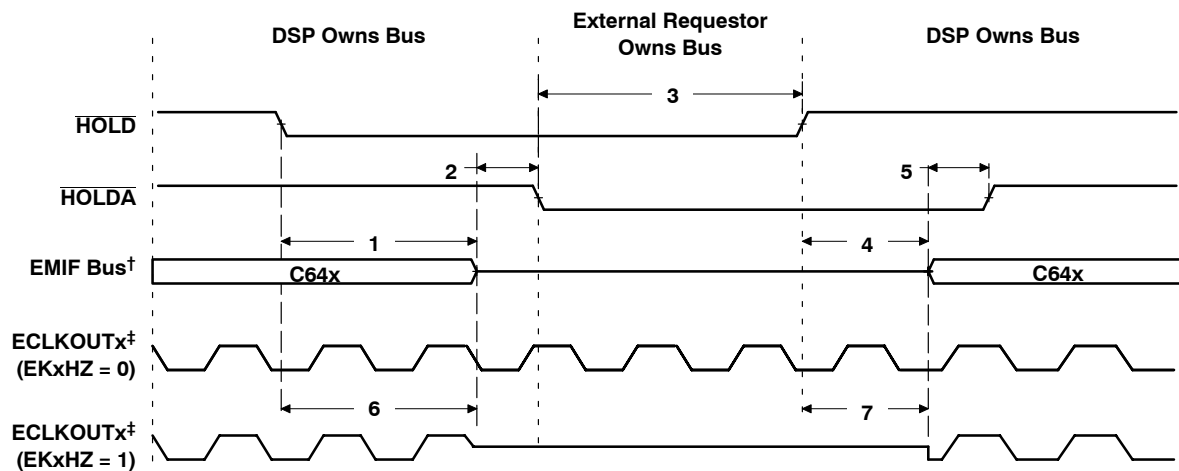 DSP Owns Bus
External Requestor
Owns Bus
DSP Owns Bus
3
HOLD
2
5
HOLDA
1
4
EMIF Bus†
C64x
C64x
ECLKOUTx‡
(EKxHZ = 0)
6
7
ECLKOUTx‡
(EKxHZ = 1)